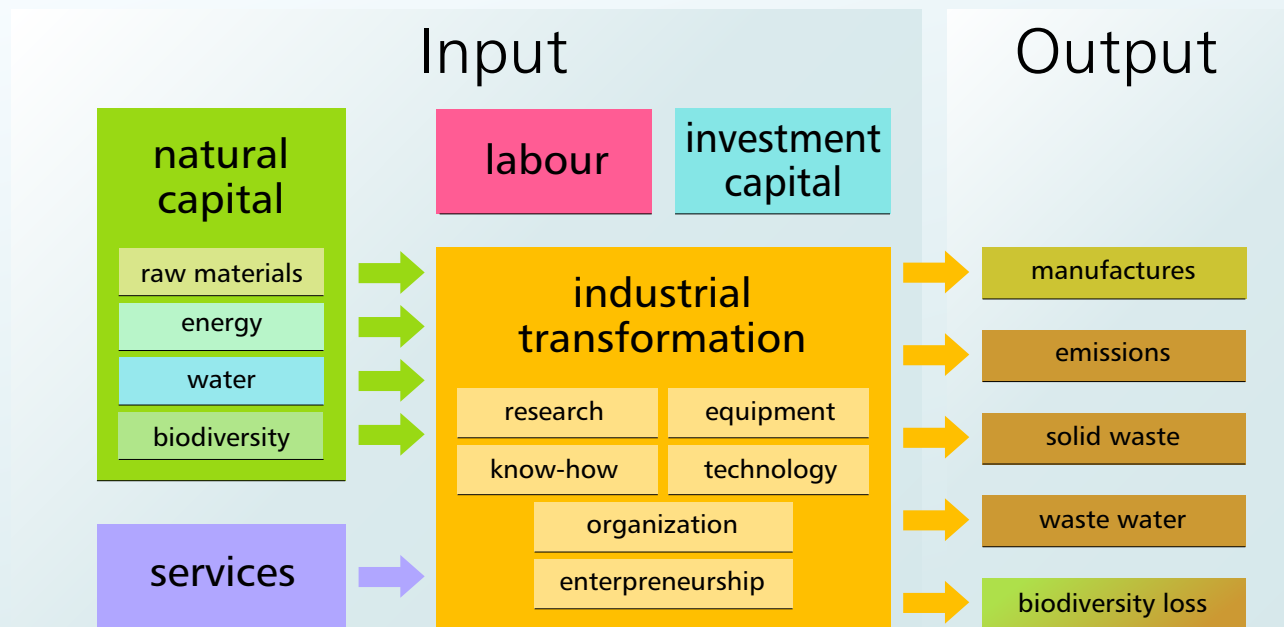 Input
Output
natural
capital
raw materials
energy
water
biodiversity
services
labour
investment
capital
industrial
transformation
research
equipment
know-how
technology
organization
enterpreneurship
manufactures
emissions
solid waste
waste water
biodiversity loss